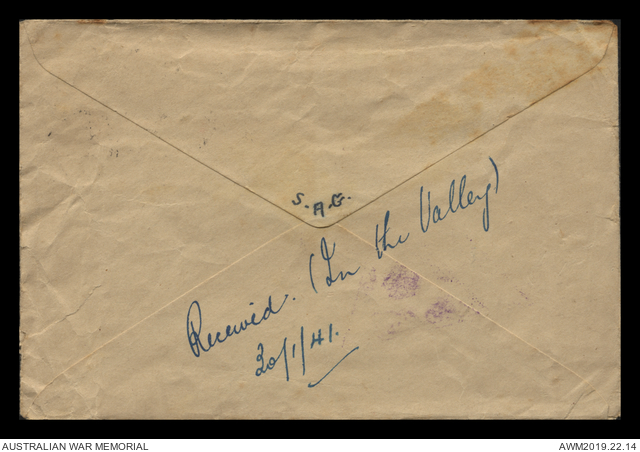 S.A.G.
Received. (In the Valley)
20/1/41.
AUSTRALIAN WAR MEMORIAL
AWM2019.22.14